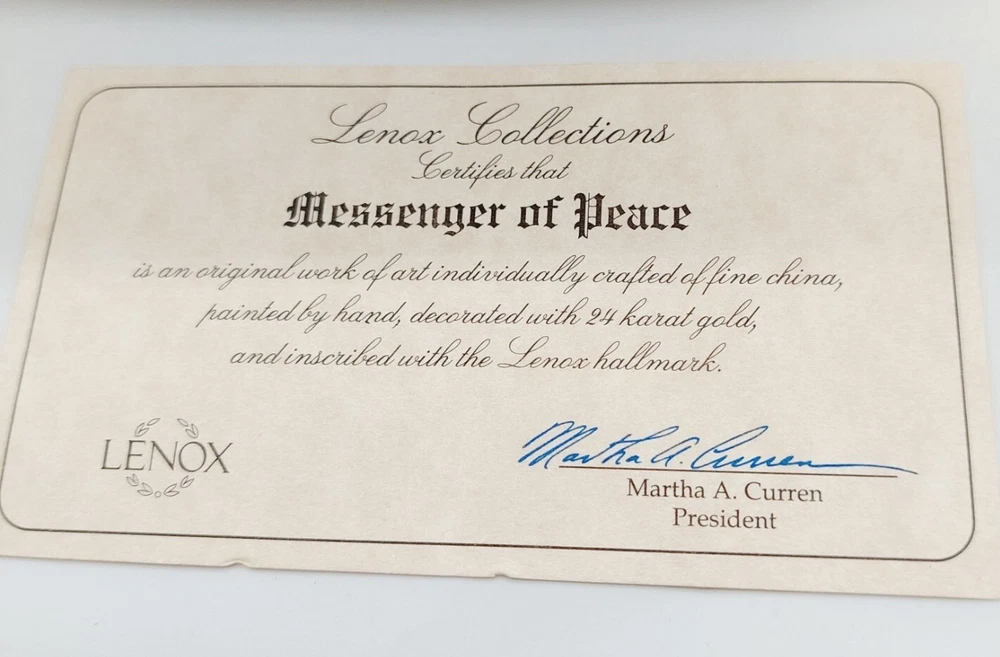 Lenox Collections
Certifies that
Messenger of Peace
is an original work of art individually crafted of fine china,
painted by hand, decorated with 24 karat gold,
and inscribed with the Lenox hallmark.
LENOX
Martha A. Curren
Martha A. Curren
President